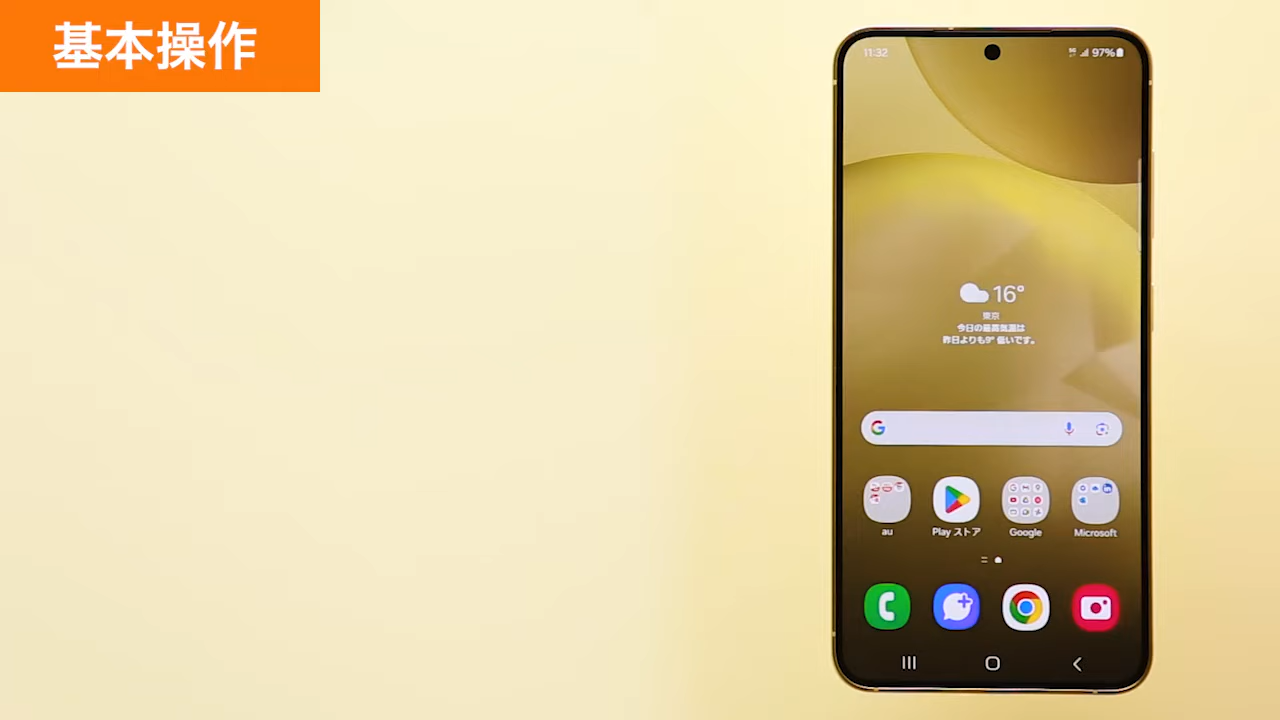 基本操作
11:32
97%
16°
東京
今日の最高気温は
昨日よりも9° 低いです。
au
Play ストア
Google
Microsoft